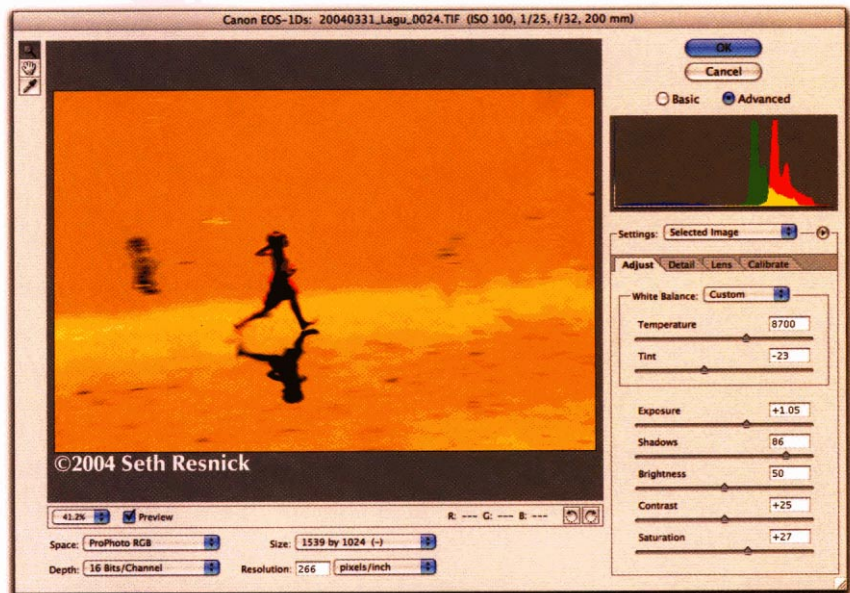 Canon EOS-1Ds: 20040331_Lagu_0024.TIF (ISO 100, 1/25, f/32, 200 mm)
OK
Cancel
Basic Advanced
Settings: Selected Image
Adjust Detail Lens Calibrate
White Balance: Custom
Temperature 8700
Tint -23
Exposure +1.05
Shadows 86
Brightness 50
Contrast +25
Saturation +27
©2004 Seth Resnick
41.2% Preview R: --- G: --- B: ---
Space: ProPhoto RGB Size: 1539 by 1024 (-)
Depth: 16 Bits/Channel Resolution: 266 pixels/inch